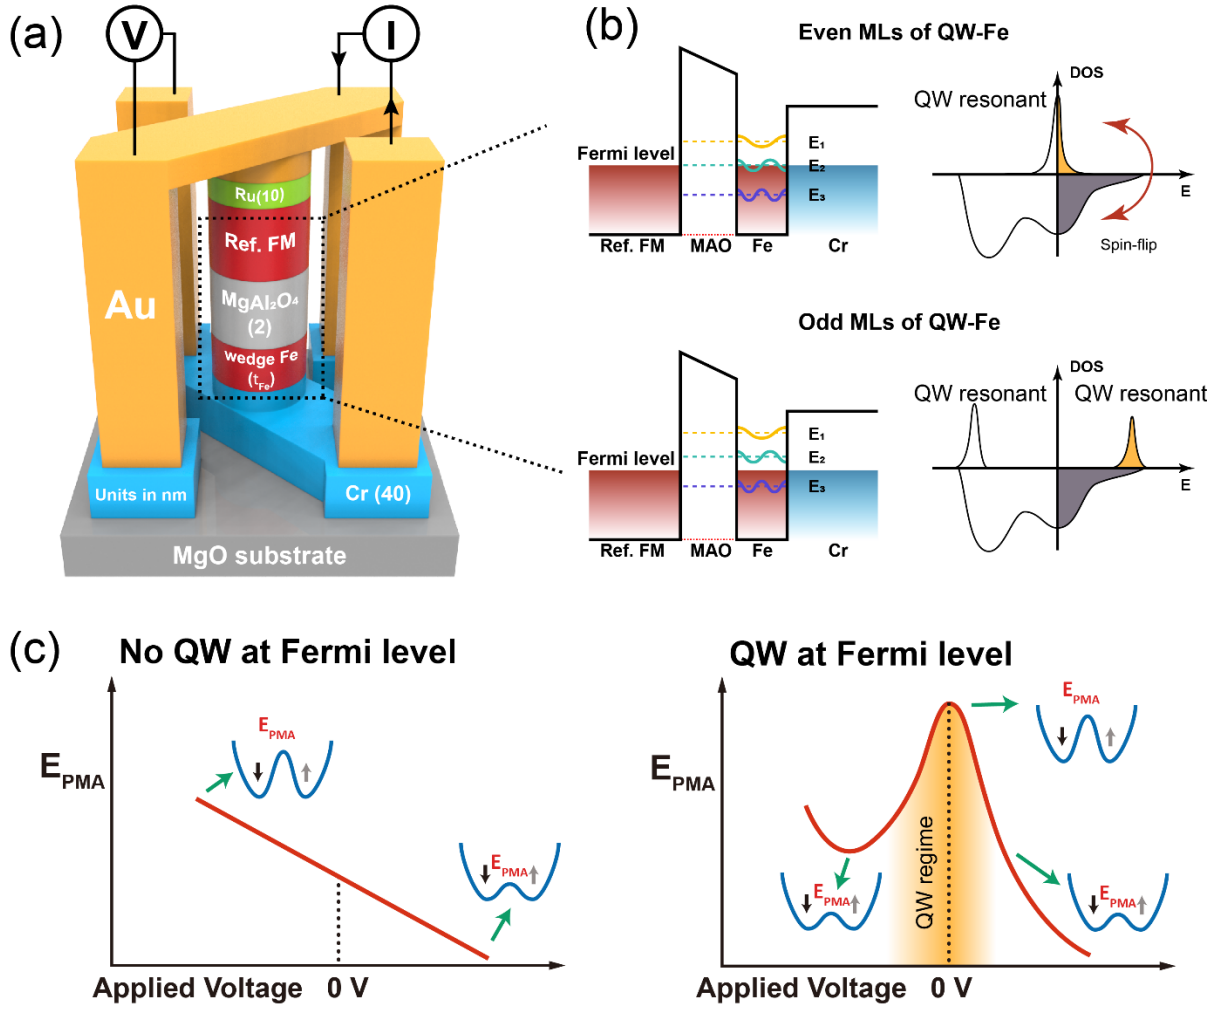 (a)
V
I
Ru(10)
Ref. FM
MgAl₂O₄
(2)
wedge Fe
(t_Fe)
Au
Units in nm
Cr (40)
MgO substrate
(b)
Even MLs of QW-Fe
Fermi level
E₁
E₂
E₃
Ref. FM
MAO
Fe
Cr
DOS
QW resonant
E
Spin-flip
Odd MLs of QW-Fe
Fermi level
E₁
E₂
E₃
Ref. FM
MAO
Fe
Cr
DOS
QW resonant
QW resonant
E
(c)
No QW at Fermi level
E_PMA
E_PMA
E_PMA
Applied Voltage
0 V
QW at Fermi level
E_PMA
E_PMA
E_PMA
E_PMA
QW regime
Applied Voltage
0 V